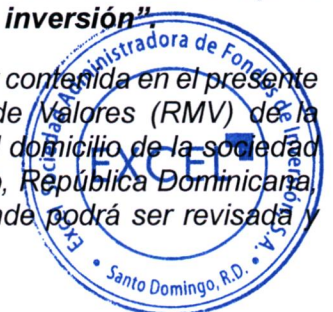 inversión”.
contenida en el presente
de Valores (RMV) de la
domicilio de la sociedad
República Dominicana,
podrá ser revisada y
Excel Sociedad Administradora de Fondos de Inversión, S.A.
EXCEL
Santo Domingo, R.D.